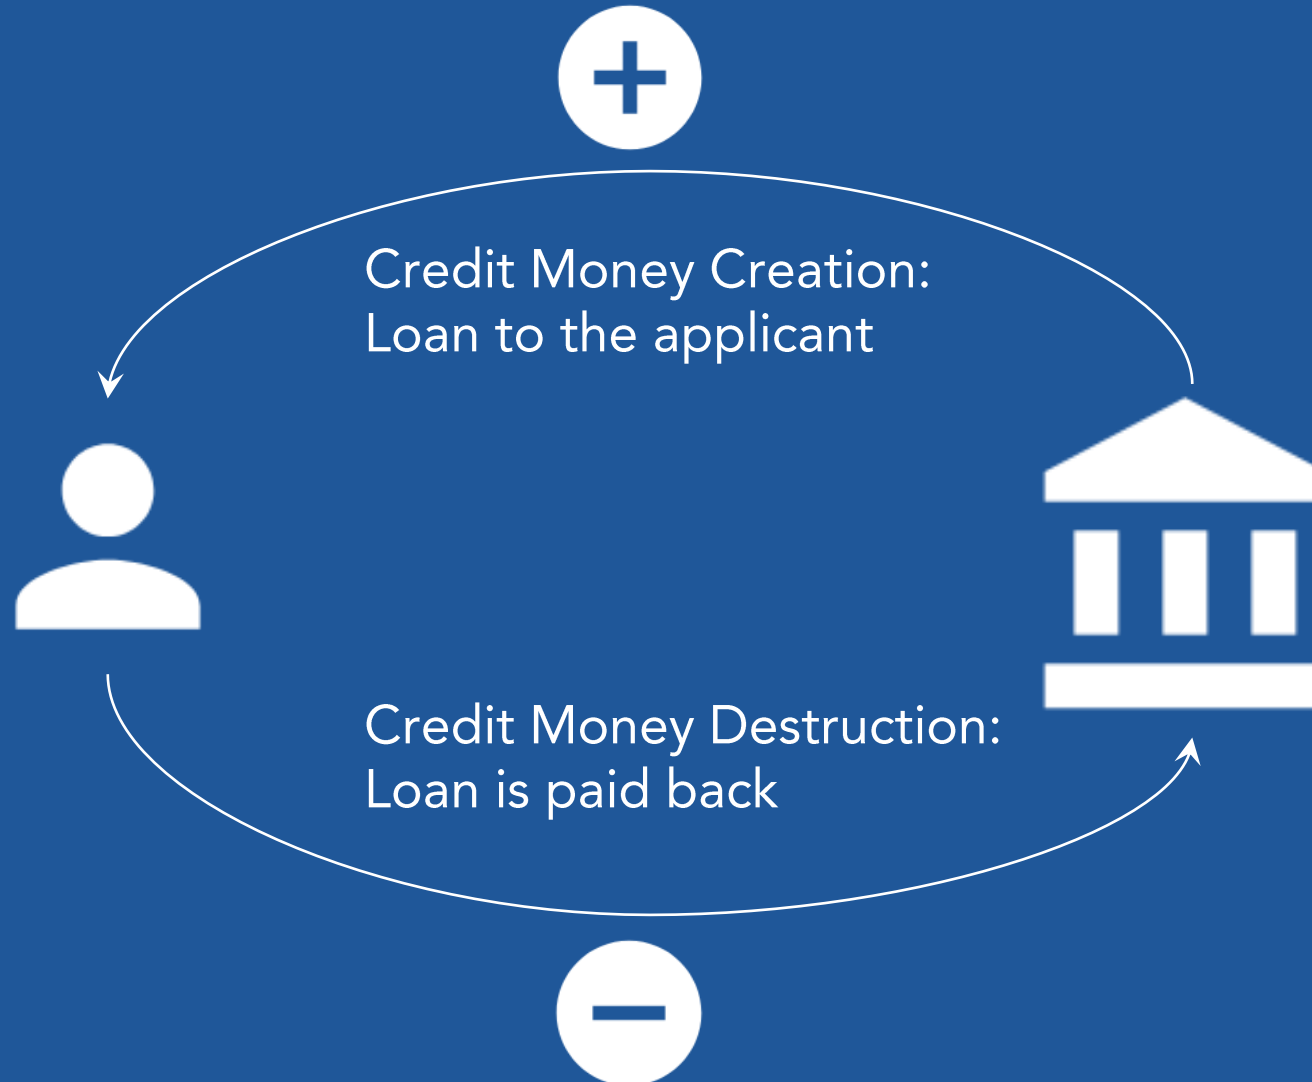 Credit Money Creation:
Loan to the applicant
Credit Money Destruction:
Loan is paid back